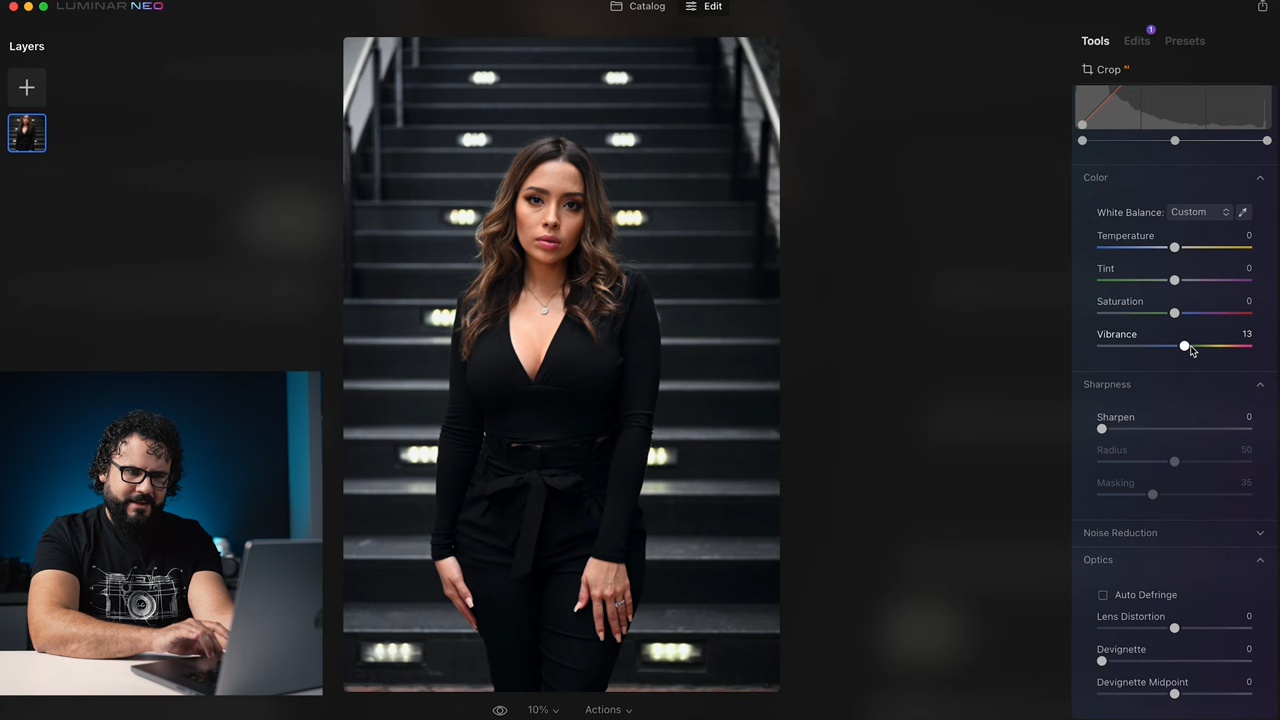 LUMINAR NEO
Catalog
Edit
Layers
Tools
Edits
1
Presets
Crop AI
Color
White Balance: Custom
Temperature 0
Tint 0
Saturation 0
Vibrance 13
Sharpness
Sharpen 0
Radius 50
Masking 35
Noise Reduction
Optics
Auto Defringe
Lens Distortion 0
Devignette 0
Devignette Midpoint 0
10%
Actions